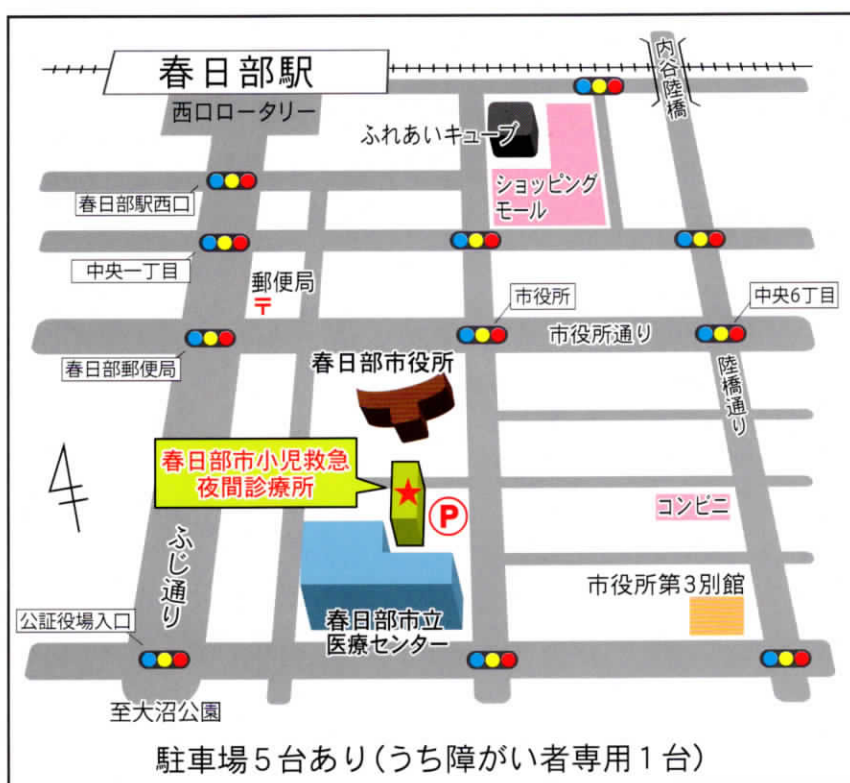 春日部駅
西口ロータリー
内谷陸橋
ふれあいキューブ
春日部駅西口
ショッピング
モール
中央一丁目
郵便局
〒
市役所
中央6丁目
市役所通り
春日部郵便局
春日部市役所
陸橋通り
春日部市小児救急
夜間診療所
P
コンビニ
ふじ通り
市役所第3別館
公証役場入口
春日部市立
医療センター
至大沼公園
駐車場5台あり(うち障がい者専用1台)